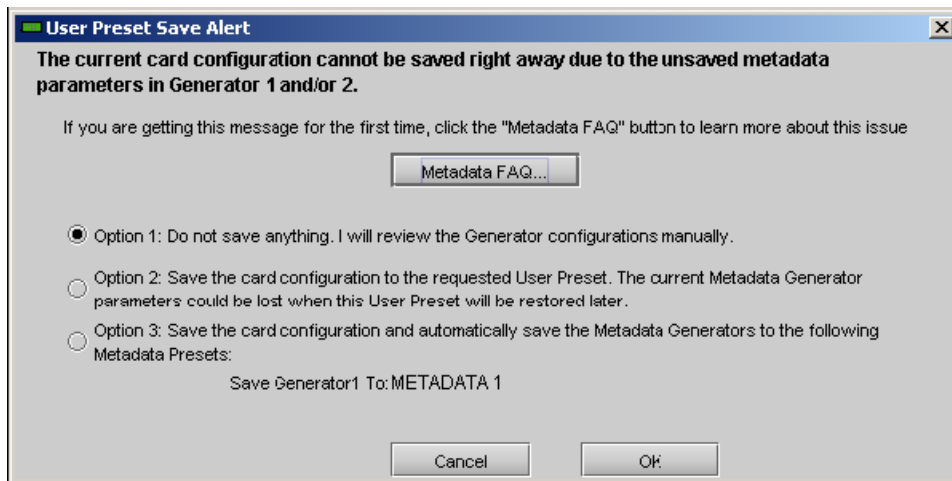 User Preset Save Alert
The current card configuration cannot be saved right away due to the unsaved metadata
parameters in Generator 1 and/or 2.
If you are getting this message for the first time, click the "Metadata FAQ" button to learn more about this issue
Metadata FAQ...
Option 1: Do not save anything. I will review the Generator configurations manually.
Option 2: Save the card configuration to the requested User Preset. The current Metadata Generator
parameters could be lost when this User Preset will be restored later.
Option 3: Save the card configuration and automatically save the Metadata Generators to the following
Metadata Presets:
Save Generator1 To: METADATA 1
Cancel
OK